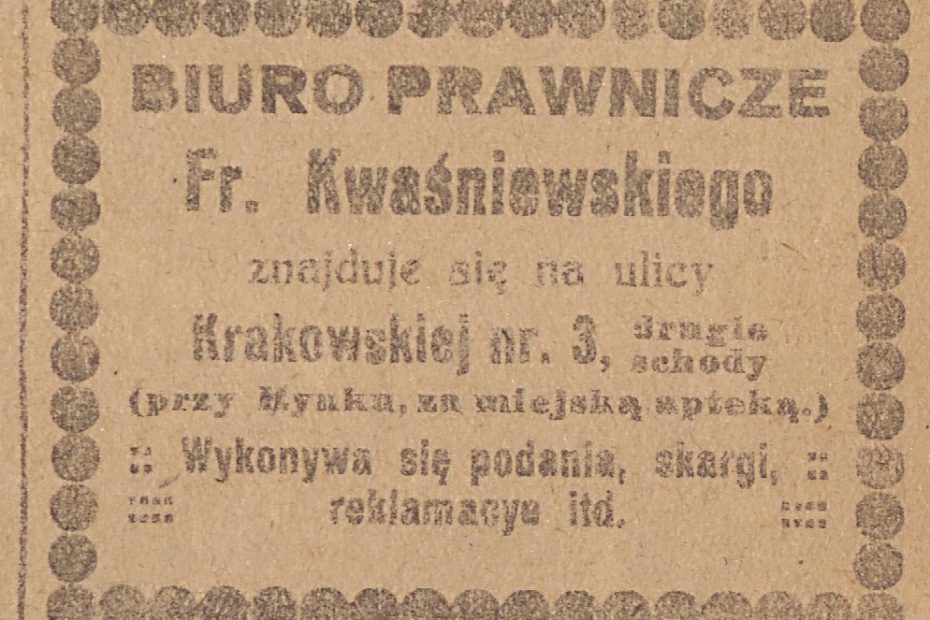 BIURO PRAWNICZE
Fr. Kwaśniewskiego
znajduje się na ulicy
Krakowskiej nr. 3, drugie schody
(przy Rynku, za miejską apteką.)
:: Wykonywa się podania, skargi, ::
reklamacye itd.